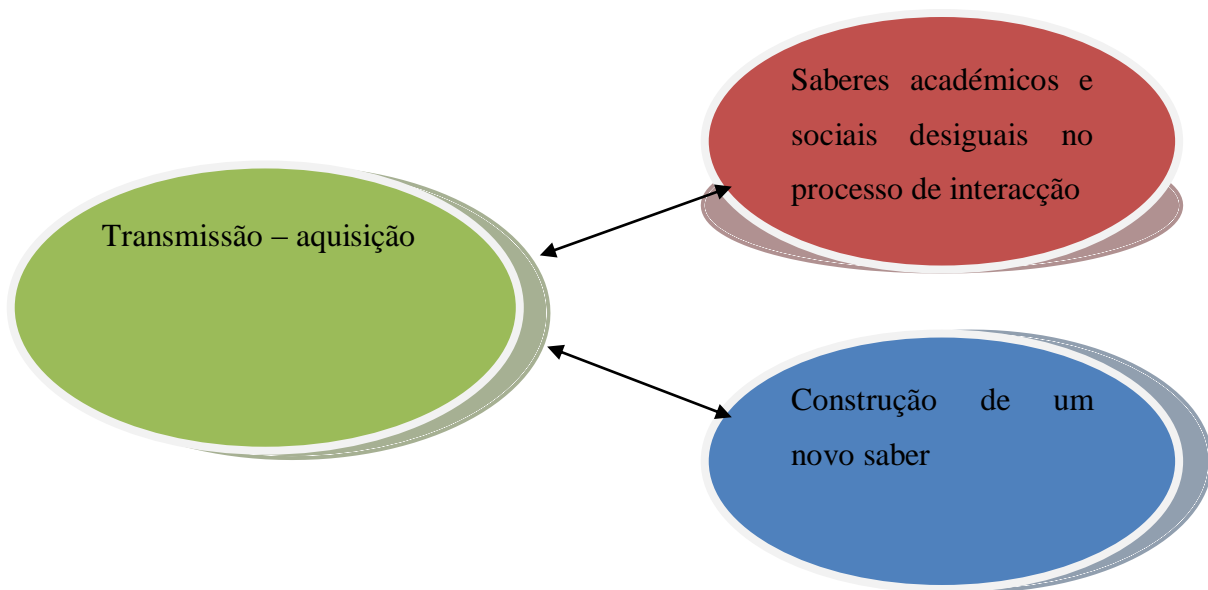 Transmissão – aquisição
Saberes académicos e
sociais desiguais no
processo de interacção
Construção de um
novo saber